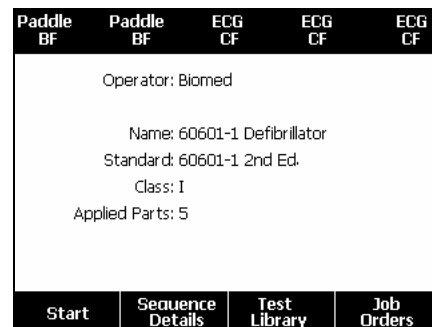 Paddle Paddle ECG ECG ECG
BF BF CF CF CF
Operator: Biomed
Name: 60601-1 Defibrillator
Standard: 60601-1 2nd Ed.
Class: I
Applied Parts: 5
Start Sequence Test Job
Details Library Orders